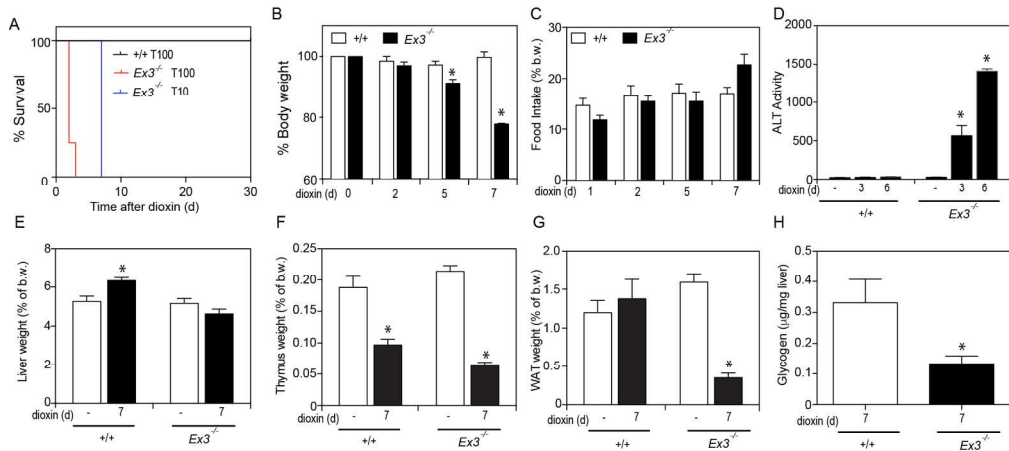 A
% Survival
100
50
0
+/+ T100
Ex3-/- T100
Ex3-/- T10
0 10 20 30
Time after dioxin (d)
B
+/+ Ex3-/-
% Body weight
100
80
60
* *
dioxin (d) 0 2 5 7
C
+/+ Ex3-/-
Food Intake (% b.w.)
30
20
10
0
dioxin (d) 1 2 5 7
D
ALT Activity
2000
1500
1000
500
0
* *
dioxin (d) - 3 6 - 3 6
+/+ Ex3-/-
E
Liver weight (% of b.w.)
8
6
4
2
0
*
dioxin (d) - 7 - 7
+/+ Ex3-/-
F
Thymus weight (% of b.w.)
0.25
0.20
0.15
0.10
0.05
0
* *
dioxin (d) - 7 - 7
+/+ Ex3-/-
G
WAT weight (% of b.w.)
2.0
1.5
1.0
0.5
0
*
dioxin (d) - 7 - 7
+/+ Ex3-/-
H
Glycogen (µg/mg liver)
0.5
0.4
0.3
0.2
0.1
0
*
dioxin (d) 7 7
+/+ Ex3-/-